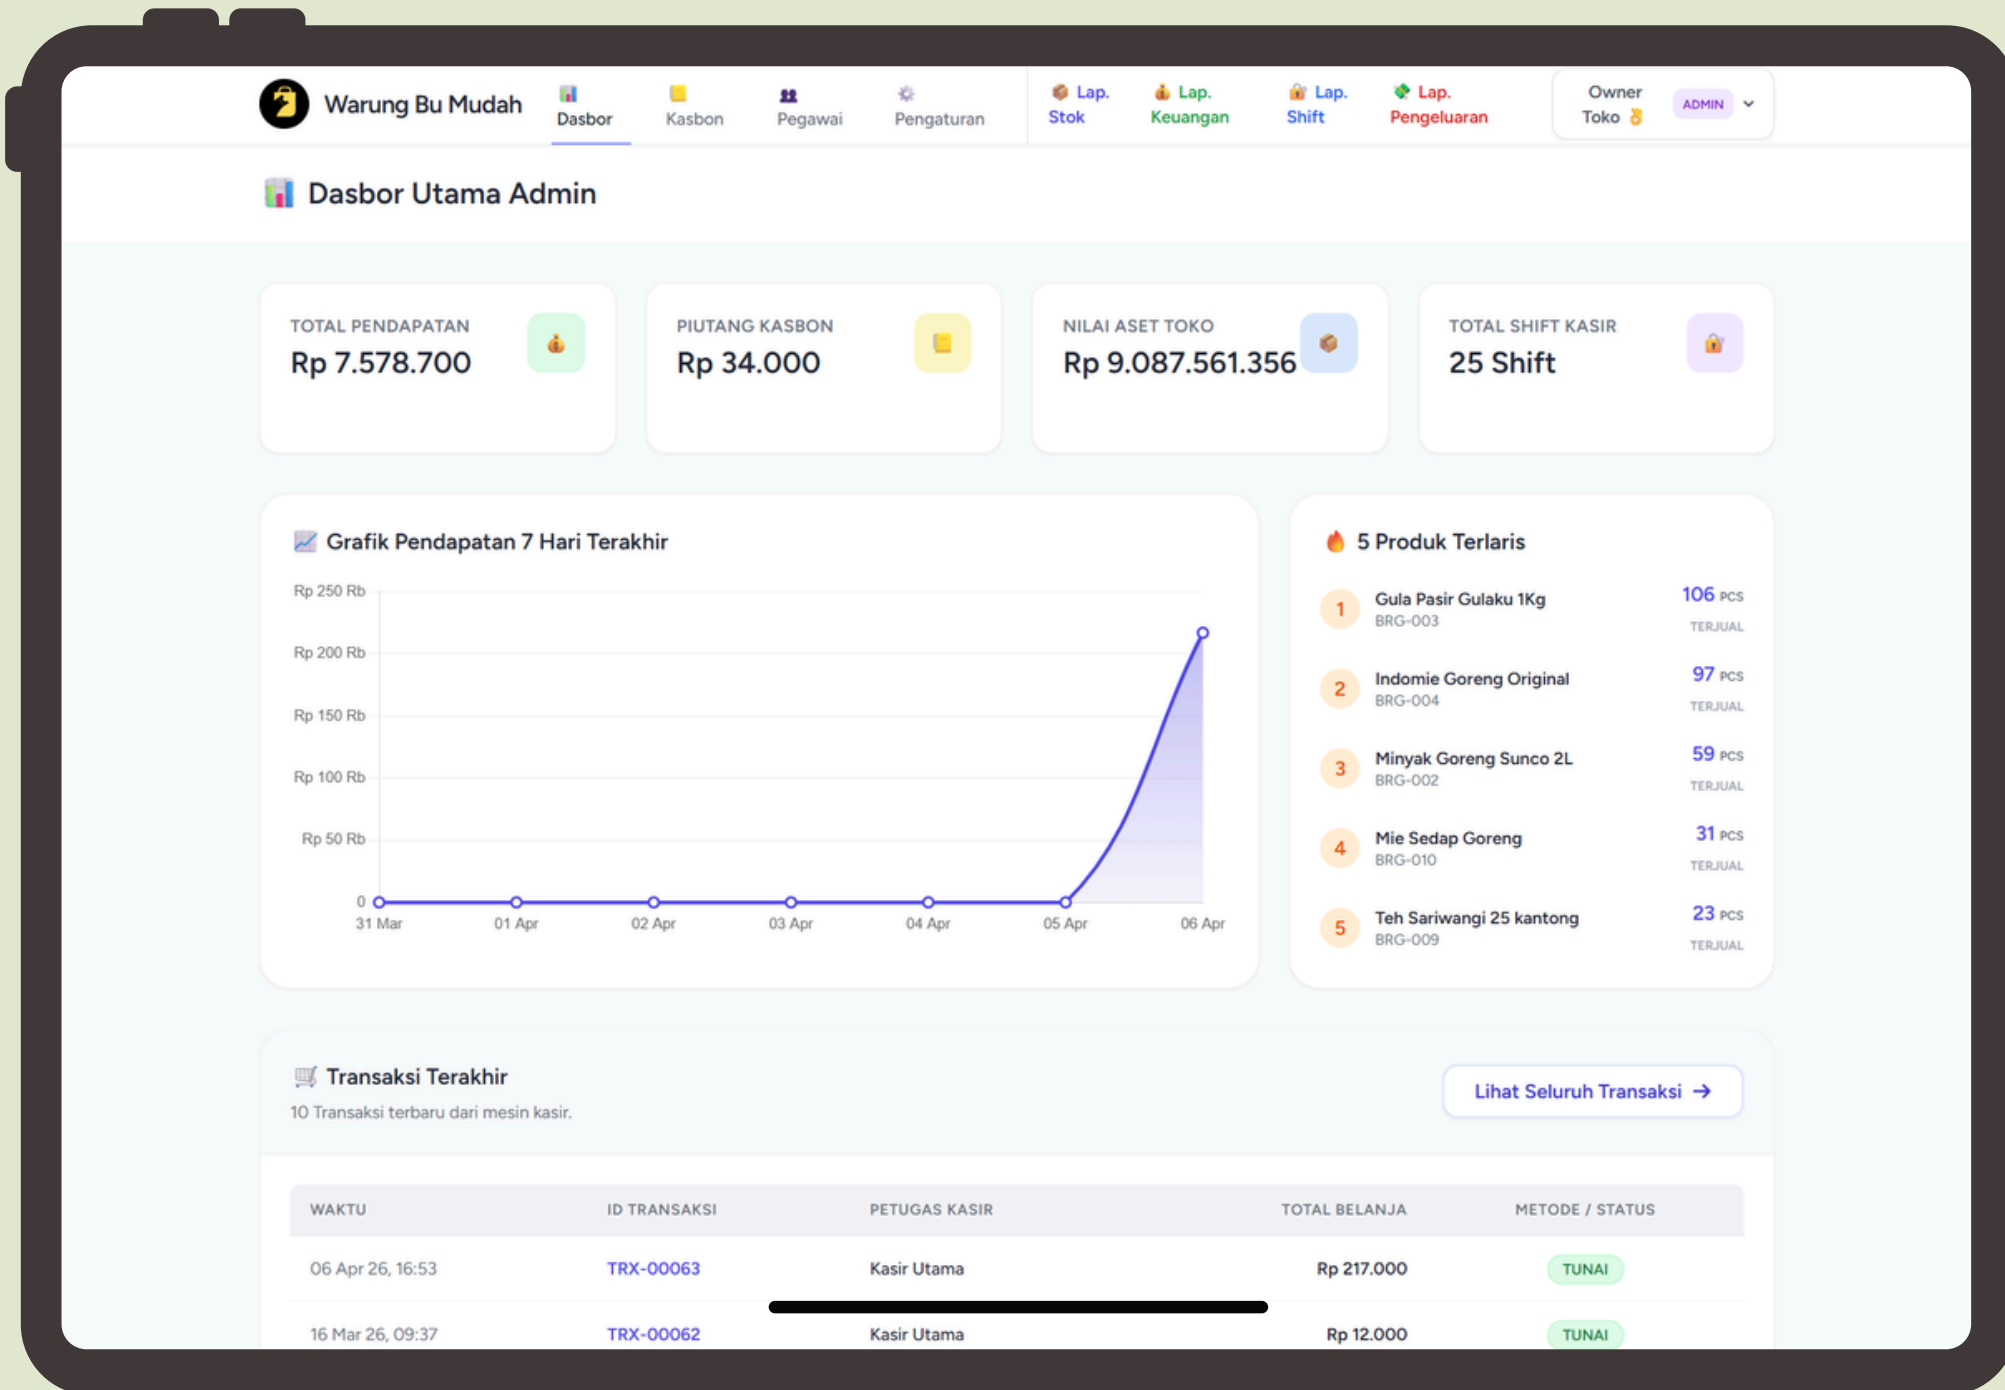 Warung Bu Mudah
Dasbor
Kasbon
Pegawai
Pengaturan
Lap. Stok
Lap. Keuangan
Lap. Shift
Lap. Pengeluaran
Owner Toko
ADMIN
Dasbor Utama Admin
TOTAL PENDAPATAN
Rp 7.578.700
PIUTANG KASBON
Rp 34.000
NILAI ASET TOKO
Rp 9.087.561.356
TOTAL SHIFT KASIR
25 Shift
Grafik Pendapatan 7 Hari Terakhir
Rp 250 Rb
Rp 200 Rb
Rp 150 Rb
Rp 100 Rb
Rp 50 Rb
0
31 Mar 01 Apr 02 Apr 03 Apr 04 Apr 05 Apr 06 Apr
5 Produk Terlaris
1 Gula Pasir Gulaku 1Kg 106 PCS
BRG-003 TERJUAL
2 Indomie Goreng Original 97 PCS
BRG-004 TERJUAL
3 Minyak Goreng Sunco 2L 59 PCS
BRG-002 TERJUAL
4 Mie Sedap Goreng 31 PCS
BRG-010 TERJUAL
5 Teh Sariwangi 25 kantong 23 PCS
BRG-009 TERJUAL
Transaksi Terakhir
10 Transaksi terbaru dari mesin kasir.
Lihat Seluruh Transaksi →
WAKTU ID TRANSAKSI PETUGAS KASIR TOTAL BELANJA METODE / STATUS
06 Apr 26, 16:53 TRX-00063 Kasir Utama Rp 217.000 TUNAI
16 Mar 26, 09:37 TRX-00062 Kasir Utama Rp 12.000 TUNAI